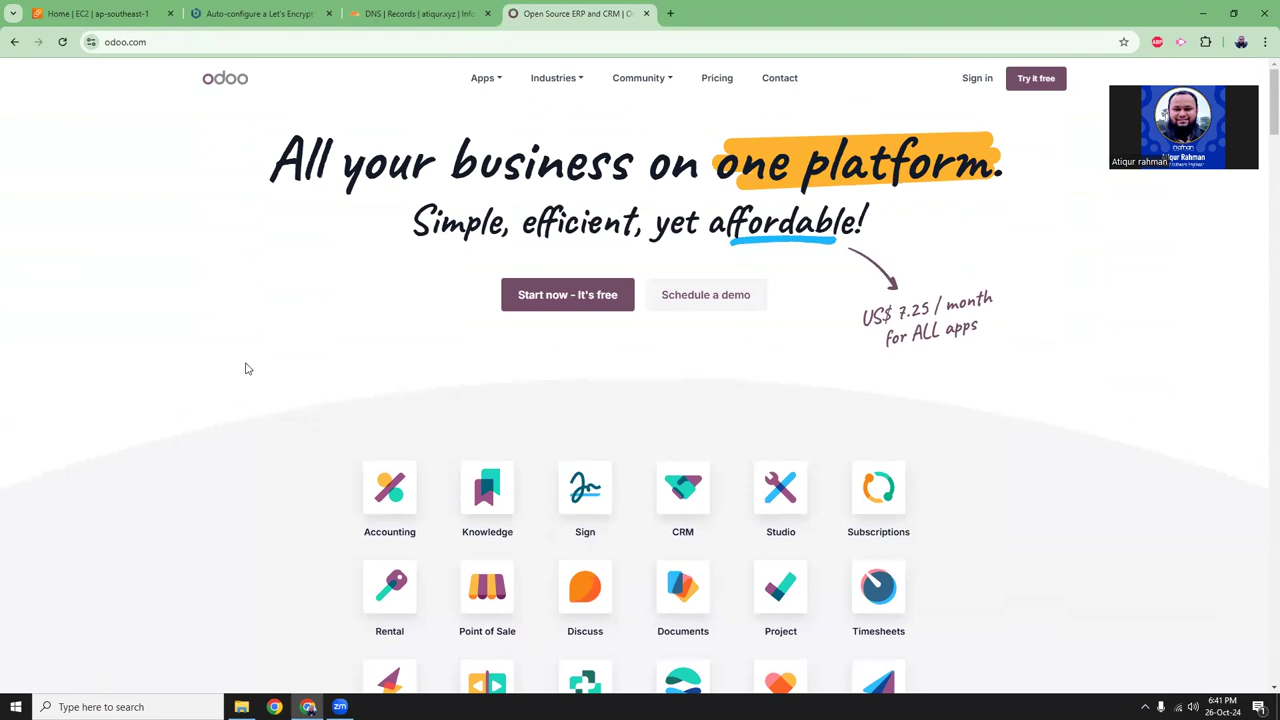 Home | EC2 | ap-southeast-1
Auto-configure a Let's Encrypt
DNS | Records | atiqur.xyz | Info
Open Source ERP and CRM | Od
odoo.com
odoo
Apps
Industries
Community
Pricing
Contact
Sign in
Try it free
All your business on one platform.
Simple, efficient, yet affordable!
Start now - It's free
Schedule a demo
US$ 7.25 / month
for ALL apps
Atiqur rahman
Atiqur Rahman
Accounting
Knowledge
Sign
CRM
Studio
Subscriptions
Rental
Point of Sale
Discuss
Documents
Project
Timesheets
Type here to search
zm
6:41 PM
26-Oct-24